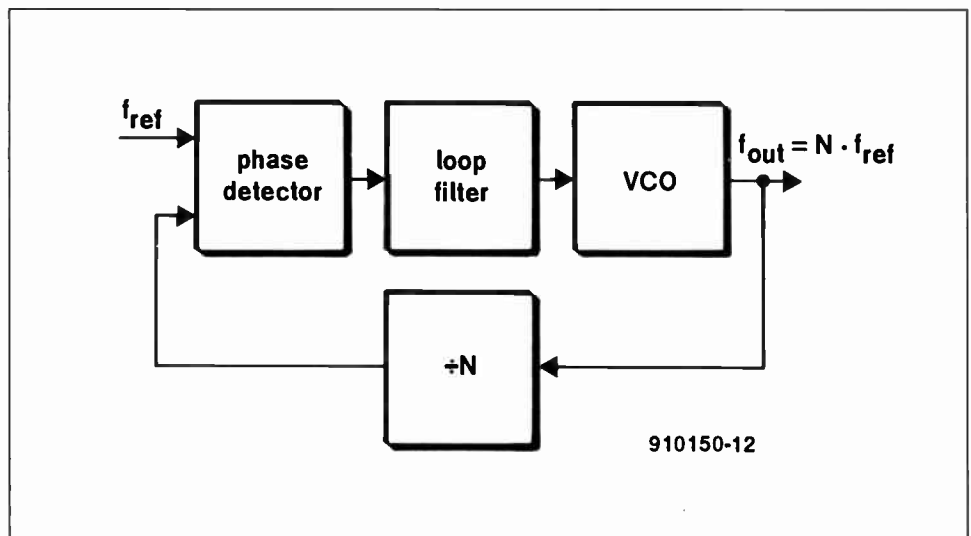 fref
phase
detector
loop
filter
VCO
fout = N · fref
÷N
910150-12